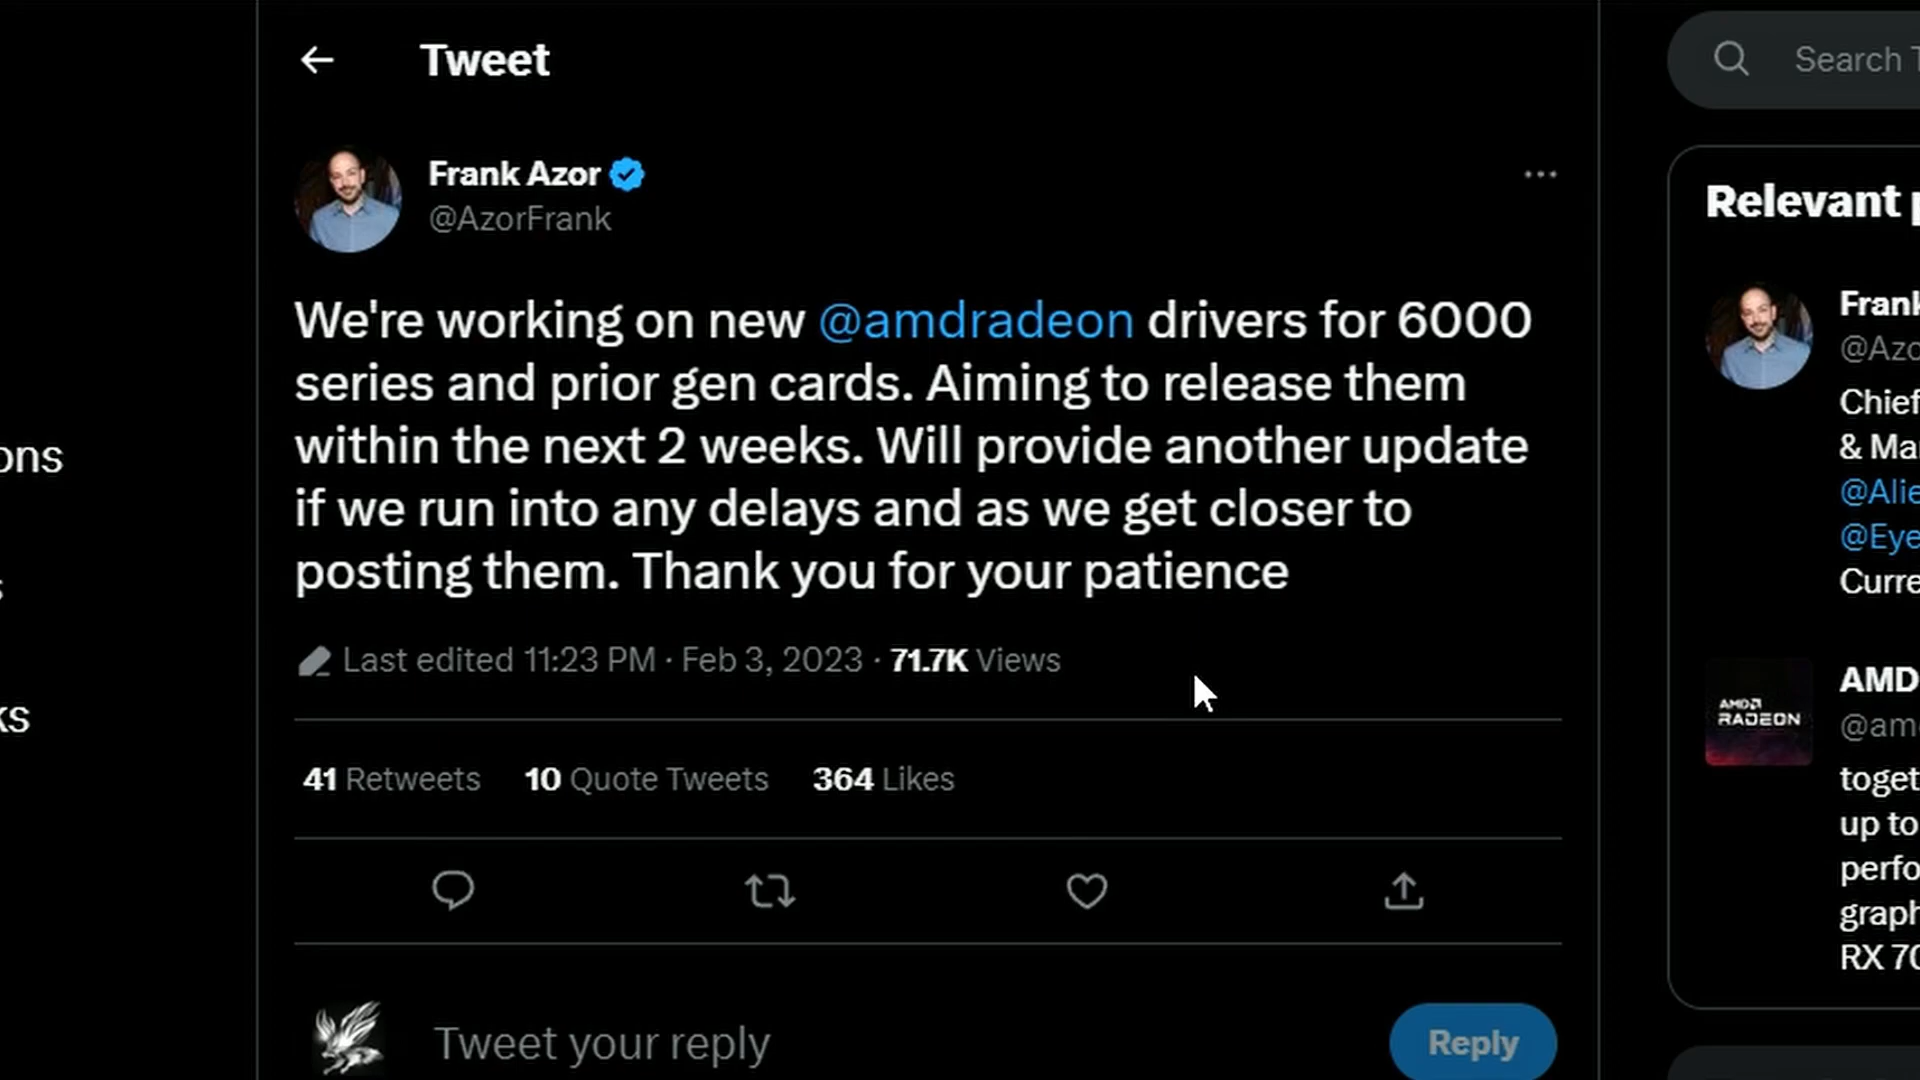 Tweet
Frank Azor
@AzorFrank
We're working on new @amdradeon drivers for 6000
series and prior gen cards. Aiming to release them
within the next 2 weeks. Will provide another update
if we run into any delays and as we get closer to
posting them. Thank you for your patience
Last edited 11:23 PM · Feb 3, 2023 · 71.7K Views
41 Retweets 10 Quote Tweets 364 Likes
Tweet your reply
Reply
Search
Relevant
Frank
@Azo
Chief
& Ma
@Alie
@Eye
Curre
AMD
RADEON
AMD
@am
toget
up to
perfo
graph
RX 70
ons
ks